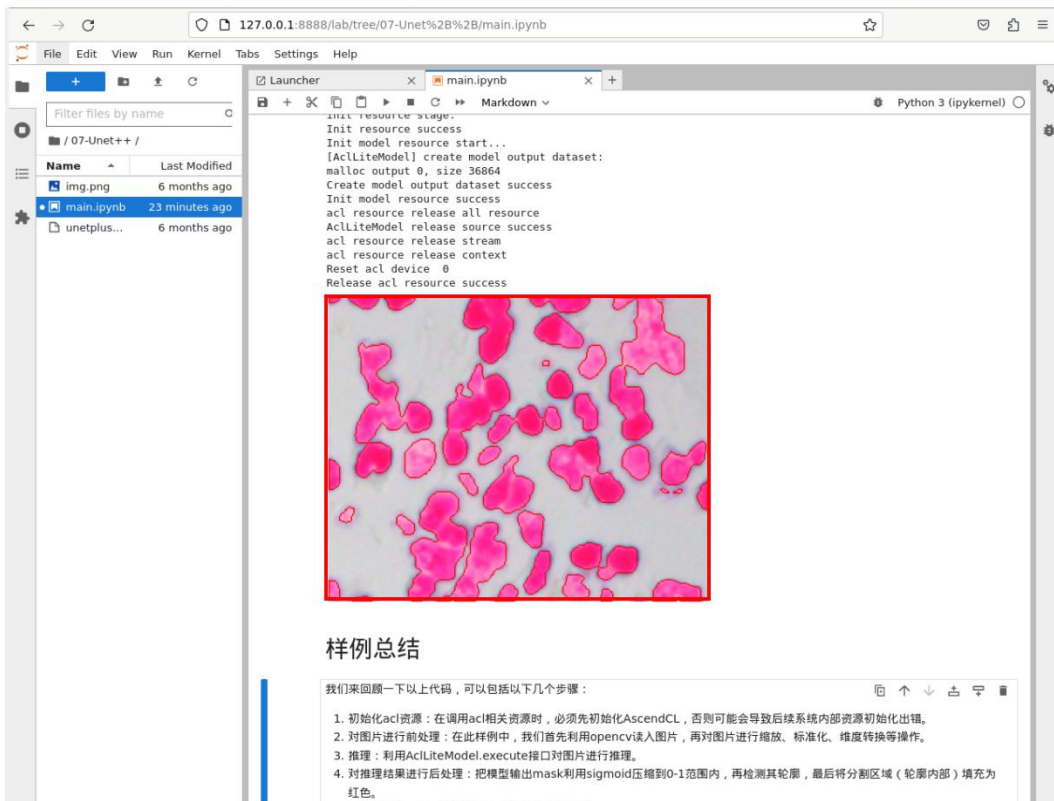 127.0.0.1:8888/lab/tree/07-Unet%2B%2B/main.ipynb
File Edit View Run Kernel Tabs Settings Help
Launcher
main.ipynb
Filter files by name
Markdown
Python 3 (ipykernel)
/ 07-Unet++ /
Name Last Modified
img.png 6 months ago
main.ipynb 23 minutes ago
unetplus... 6 months ago
Init resource stage:
Init resource success
Init model resource start...
[AclLiteModel] create model output dataset:
malloc output 0, size 36864
Create model output dataset success
Init model resource success
acl resource release all resource
AclLiteModel release source success
acl resource release stream
acl resource release context
Reset acl device 0
Release acl resource success
样例总结
我们来回顾一下以上代码，可以包括以下几个步骤：
1. 初始化acl资源：在调用acl相关资源时，必须先初始化AscendCL，否则可能会导致后续系统内部资源初始化出错。
2. 对图片进行前处理：在此样例中，我们首先利用opencv读入图片，再对图片进行缩放、标准化、维度转换等操作。
3. 推理：利用AclLiteModel.execute接口对图片进行推理。
4. 对推理结果进行后处理：把模型输出mask利用sigmoid压缩到0-1范围内，再检测其轮廓，最后将分割区域（轮廓内部）填充为
红色。